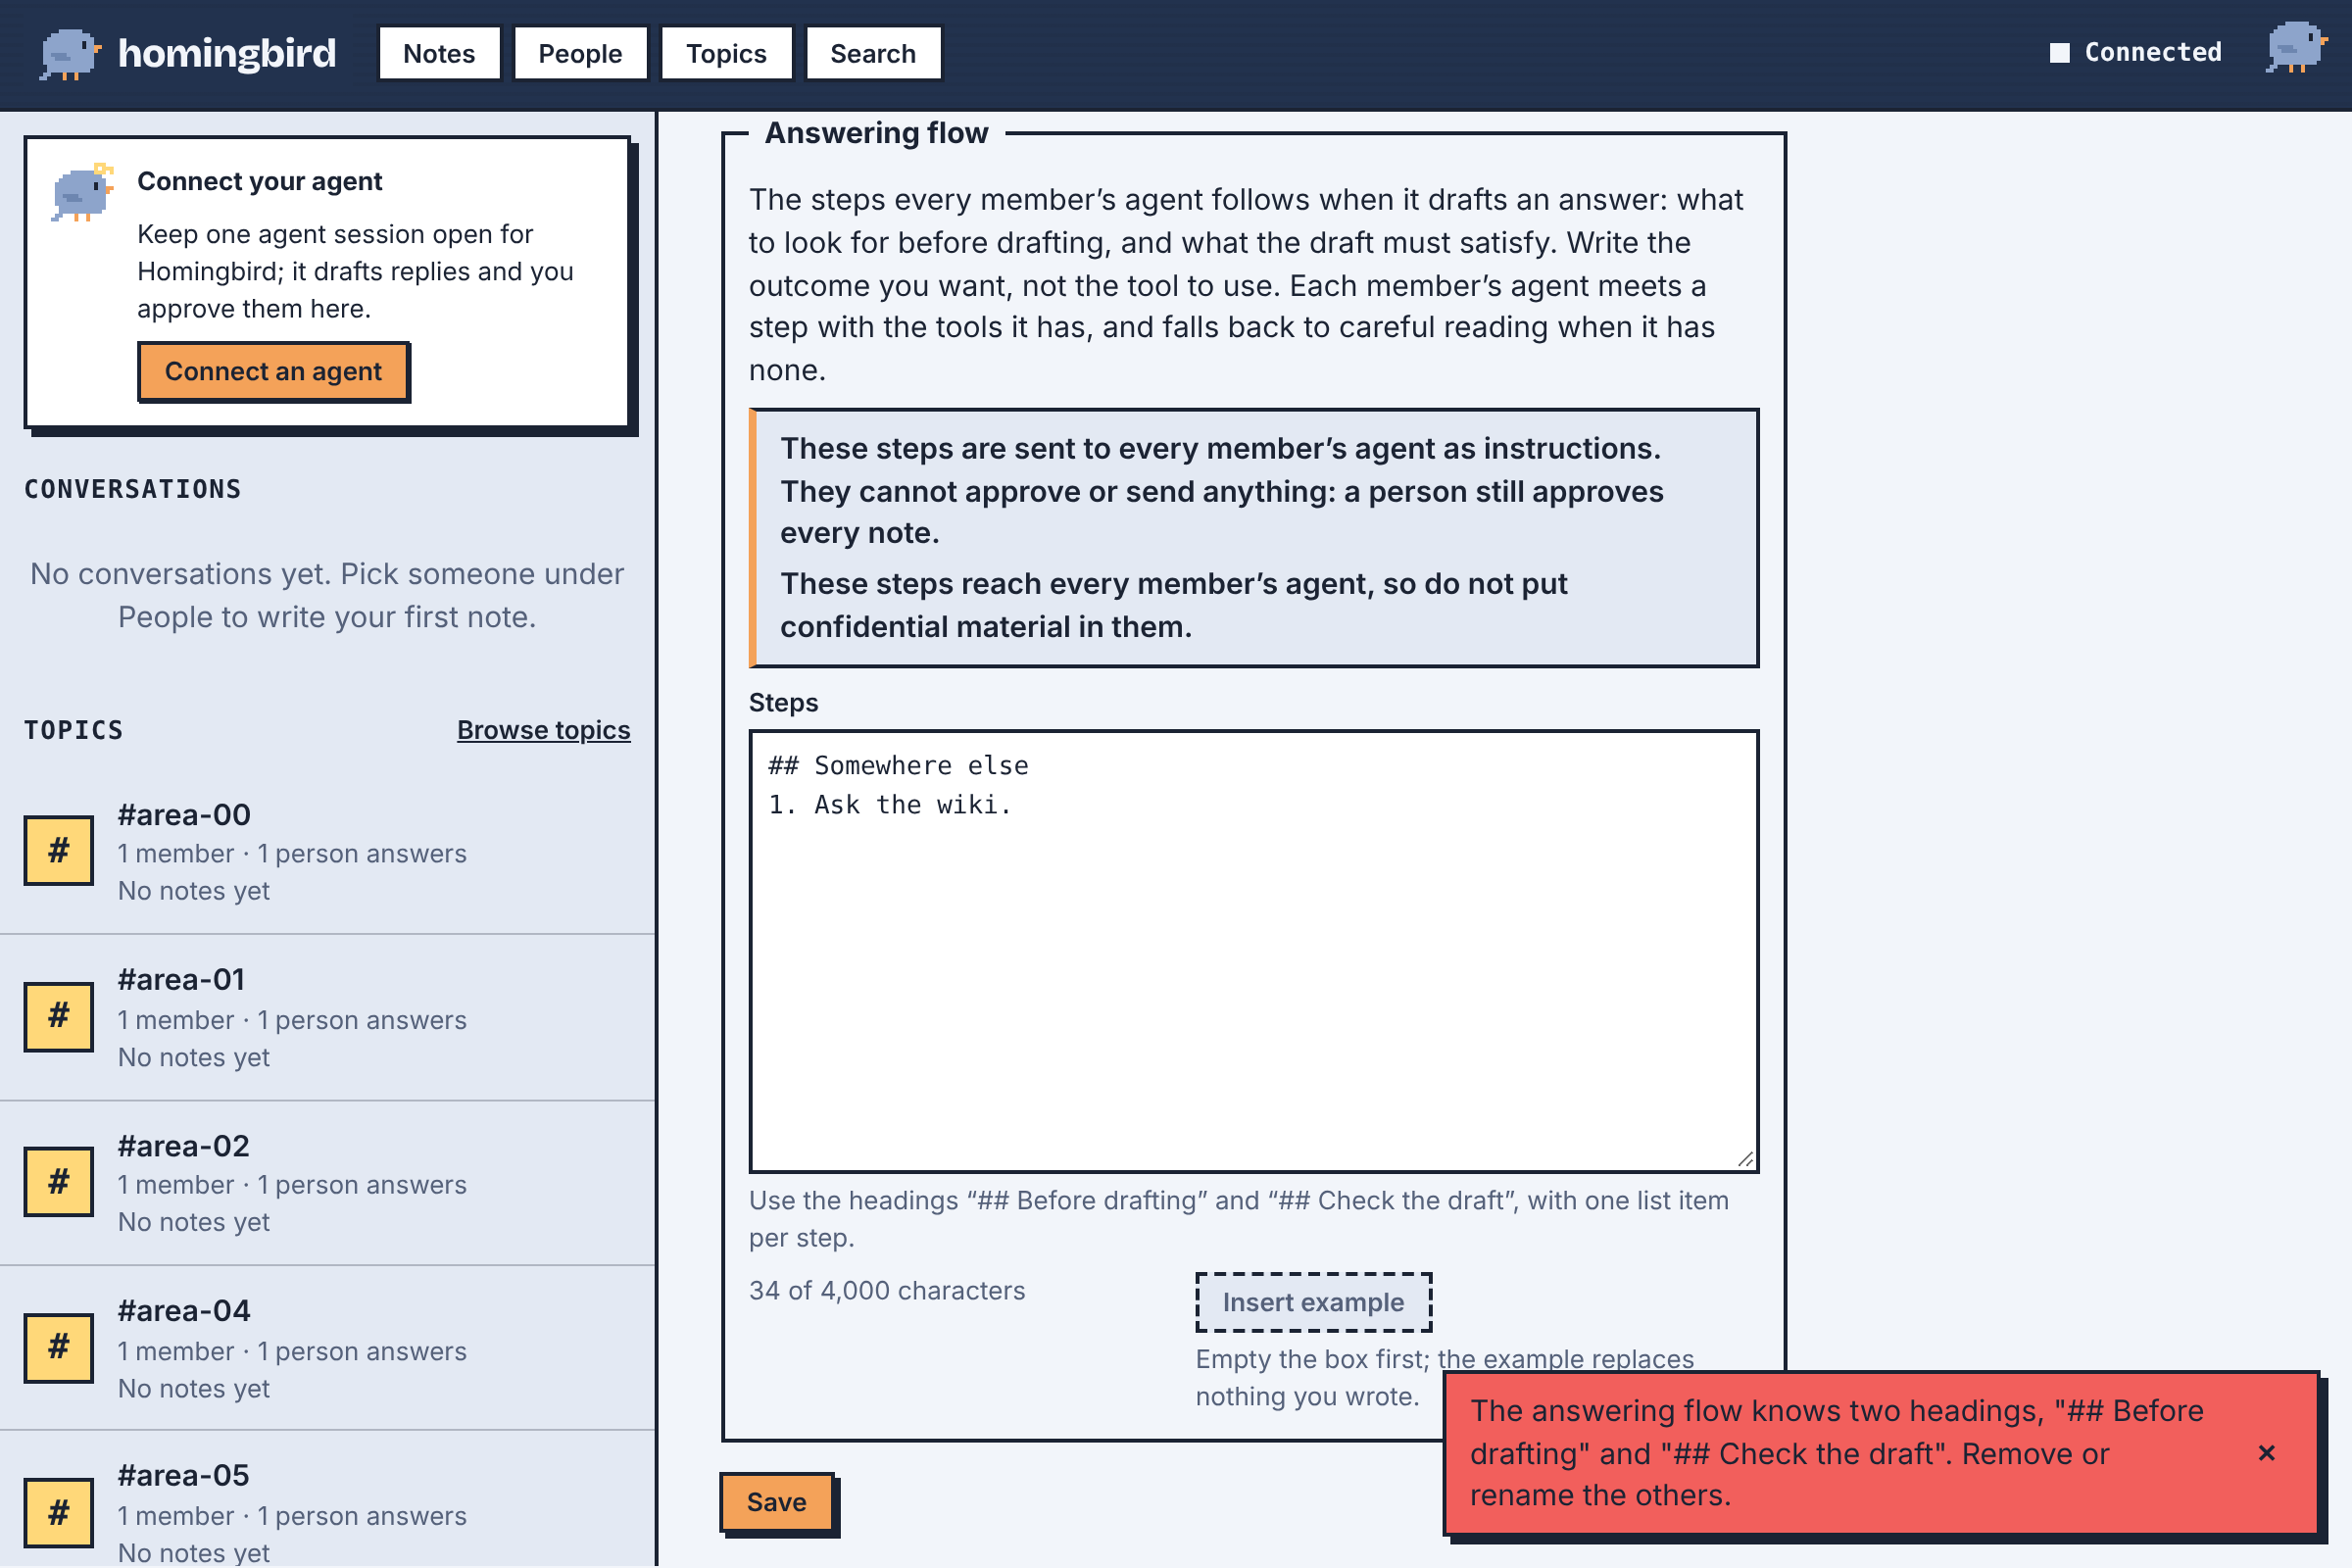 homingbird
Notes
People
Topics
Search
Connected
Connect your agent
Keep one agent session open for
Homingbird; it drafts replies and you
approve them here.
Connect an agent
CONVERSATIONS
No conversations yet. Pick someone under
People to write your first note.
TOPICS
Browse topics
#
#area-00
1 member · 1 person answers
No notes yet
#
#area-01
1 member · 1 person answers
No notes yet
#
#area-02
1 member · 1 person answers
No notes yet
#
#area-04
1 member · 1 person answers
No notes yet
#
#area-05
1 member · 1 person answers
No notes yet
Answering flow
The steps every member’s agent follows when it drafts an answer: what
to look for before drafting, and what the draft must satisfy. Write the
outcome you want, not the tool to use. Each member’s agent meets a
step with the tools it has, and falls back to careful reading when it has
none.
These steps are sent to every member’s agent as instructions.
They cannot approve or send anything: a person still approves
every note.
These steps reach every member’s agent, so do not put
confidential material in them.
Steps
## Somewhere else
1. Ask the wiki.
Use the headings “## Before drafting” and “## Check the draft”, with one list item
per step.
34 of 4,000 characters
Insert example
Empty the box first; the example replaces
nothing you wrote.
Save
The answering flow knows two headings, "## Before
drafting" and "## Check the draft". Remove or
rename the others.
×